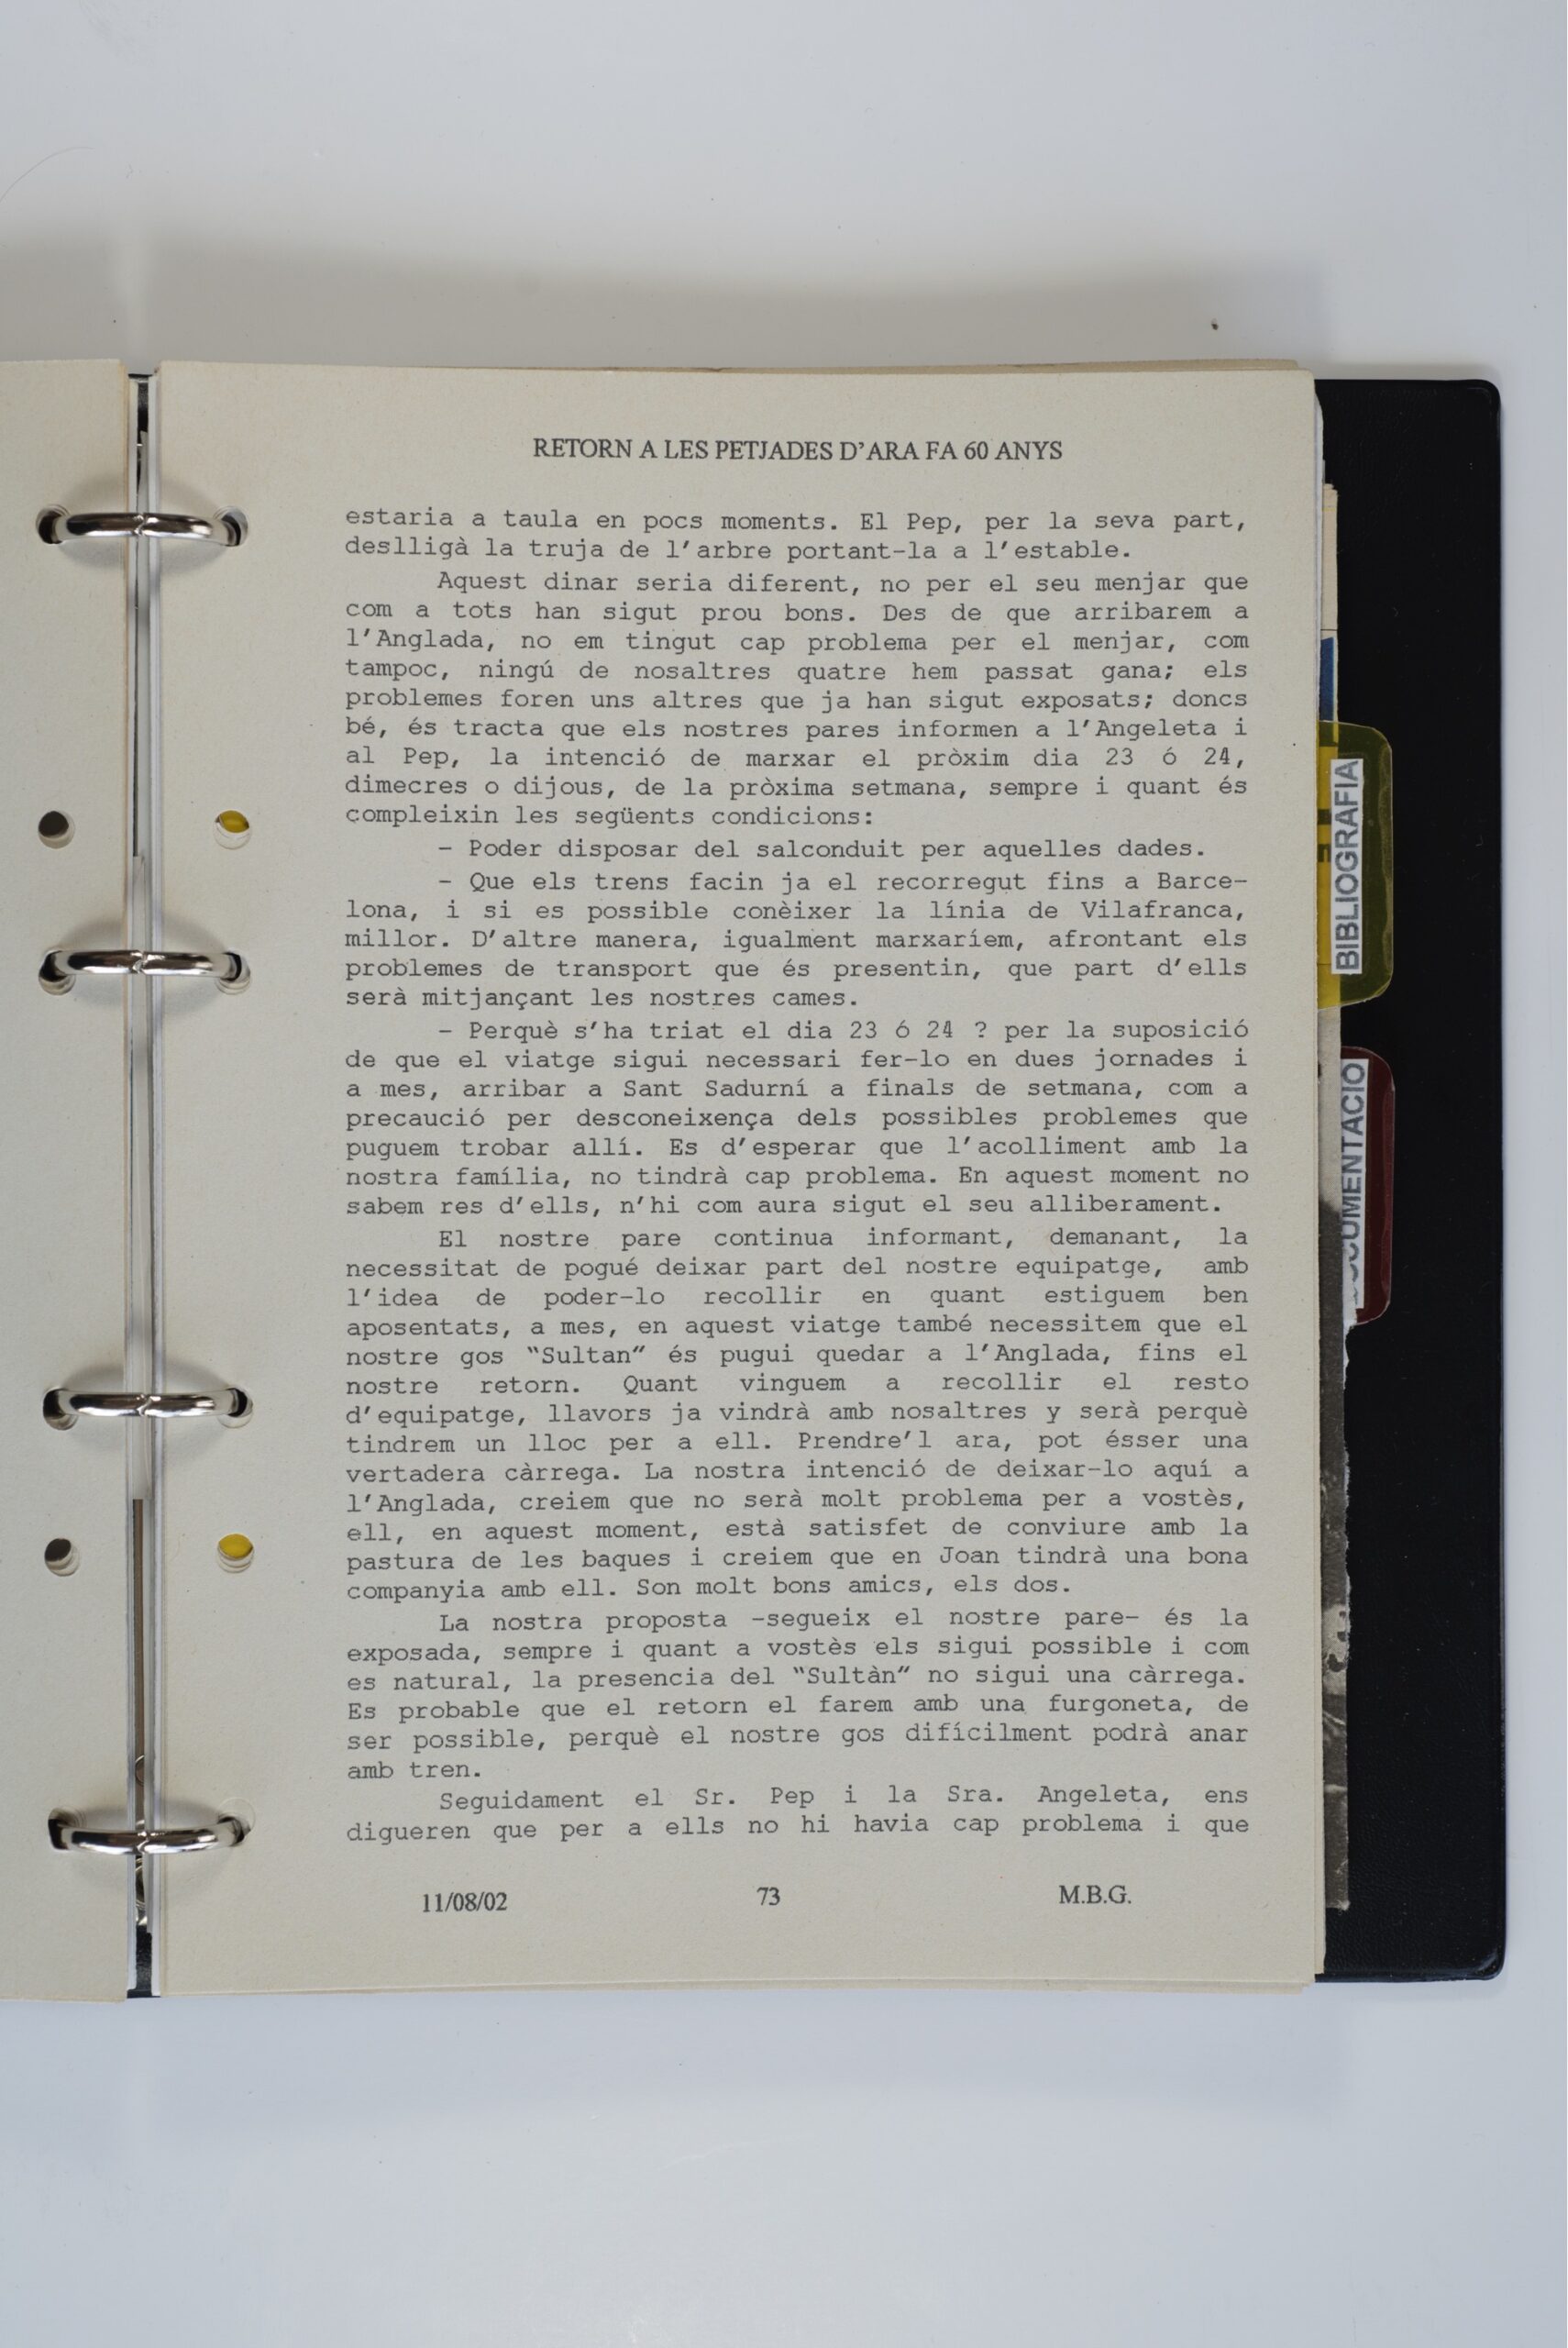 RETORN A LES PETJADES D'ARA FA 60 ANYS
estaria a taula en pocs moments. El Pep, per la seva part,
deslligà la truja de l'arbre portant-la a l'estable.
Aquest dinar seria diferent, no per el seu menjar que
com a tots han sigut prou bons. Des de que arribarem a
l'Anglada, no em tingut cap problema per el menjar, com
tampoc, ningú de nosaltres quatre hem passat gana; els
problemes foren uns altres que ja han sigut exposats; doncs
bé, és tracta que els nostres pares informen a l'Angeleta i
al Pep, la intenció de marxar el pròxim dia 23 ó 24,
dimecres o dijous, de la pròxima setmana, sempre i quant és
compleixin les següents condicions:
- Poder disposar del salconduit per aquelles dades.
- Que els trens facin ja el recorregut fins a Barce-
lona, i si es possible conèixer la línia de Vilafranca,
millor. D'altre manera, igualment marxaríem, afrontant els
problemes de transport que és presentin, que part d'ells
serà mitjançant les nostres cames.
- Perquè s'ha triat el dia 23 ó 24 ? per la suposició
de que el viatge sigui necessari fer-lo en dues jornades i
a mes, arribar a Sant Sadurní a finals de setmana, com a
precaució per desconeixença dels possibles problemes que
puguem trobar allí. Es d'esperar que l'acolliment amb la
nostra família, no tindrà cap problema. En aquest moment no
sabem res d'ells, n'hi com aura sigut el seu alliberament.
El nostre pare continua informant, demanant, la
necessitat de pogué deixar part del nostre equipatge, amb
l'idea de poder-lo recollir en quant estiguem ben
aposentats, a mes, en aquest viatge també necessitem que el
nostre gos "Sultan" és pugui quedar a l'Anglada, fins el
nostre retorn. Quant vinguem a recollir el resto
d'equipatge, llavors ja vindrà amb nosaltres y serà perquè
tindrem un lloc per a ell. Prendre'l ara, pot ésser una
vertadera càrrega. La nostra intenció de deixar-lo aquí a
l'Anglada, creiem que no serà molt problema per a vostès,
ell, en aquest moment, està satisfet de conviure amb la
pastura de les baques i creiem que en Joan tindrà una bona
companyia amb ell. Son molt bons amics, els dos.
La nostra proposta -segueix el nostre pare- és la
exposada, sempre i quant a vostès els sigui possible i com
es natural, la presencia del "Sultàn" no sigui una càrrega.
Es probable que el retorn el farem amb una furgoneta, de
ser possible, perquè el nostre gos difícilment podrà anar
amb tren.
Seguidament el Sr. Pep i la Sra. Angeleta, ens
digueren que per a ells no hi havia cap problema i que
11/08/02 73 M.B.G.
BIBLIOGRAFIA